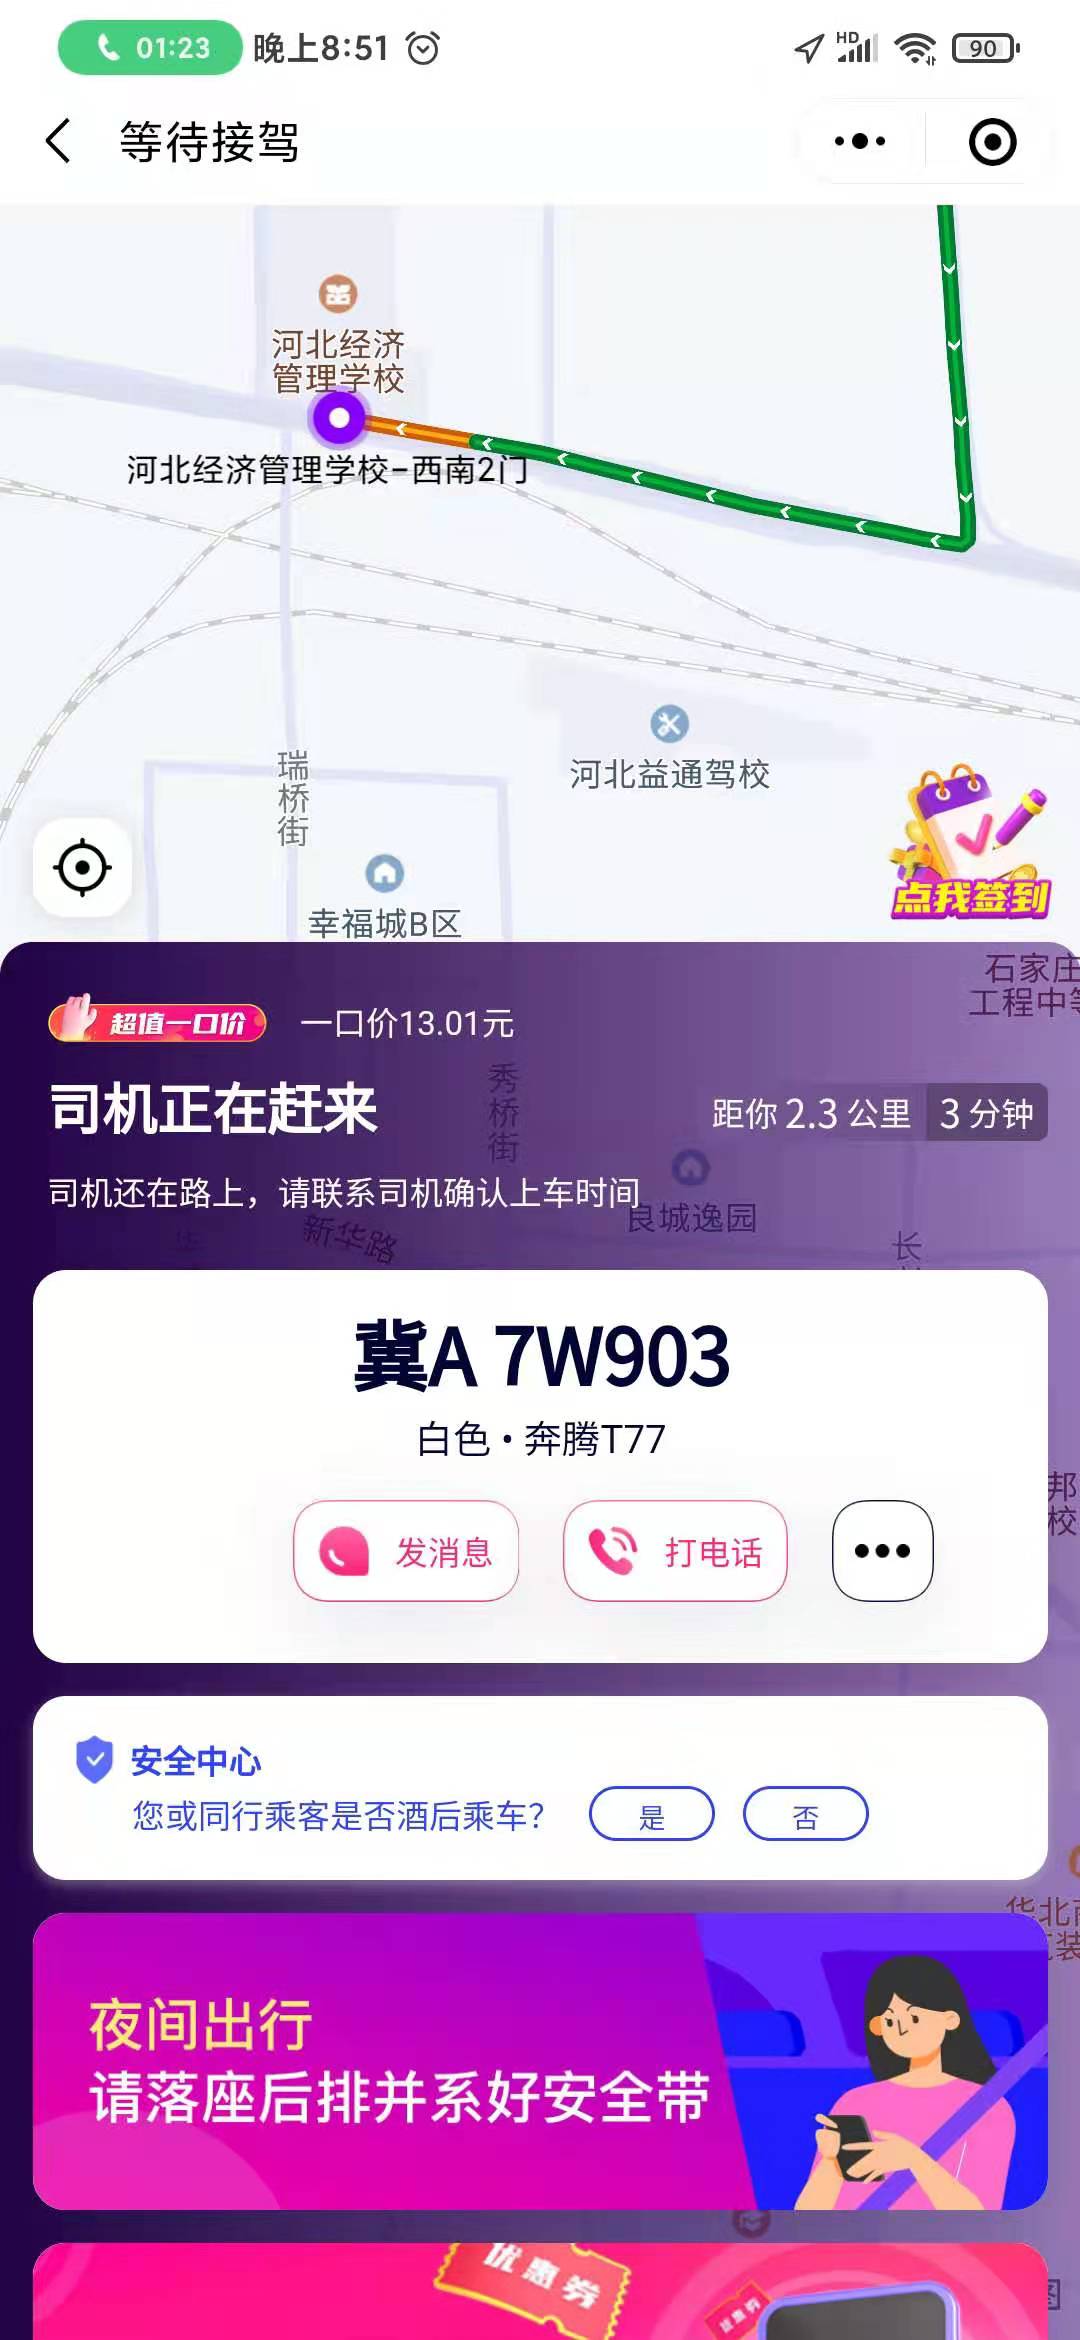 01:23 晚上8:51 HD 90
等待接驾
河北经济
管理学校
河北经济管理学校-西南2门
瑞桥街
河北益通驾校
点我签到
幸福城B区
石家庄
工程中等
超值一口价 一口价13.01元
秀桥街
司机正在赶来 距你2.3公里 3分钟
司机还在路上，请联系司机确认上车时间
良城逸园
新华路
长
冀A 7W903
白色·奔腾T77
邦
校
发消息 打电话
安全中心
您或同行乘客是否酒后乘车？ 是 否
华北
装
夜间出行
请落座后排并系好安全带
优惠券
优惠券